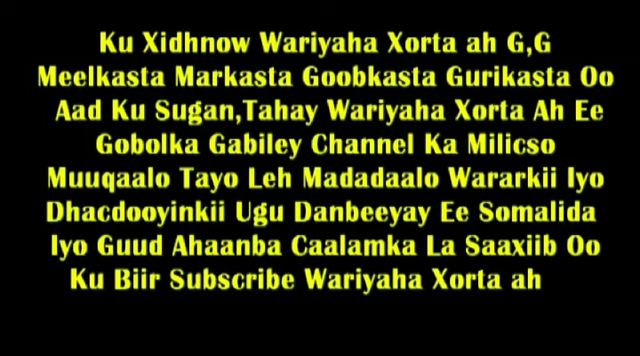 Ku Xidhnow Wariyaha Xorta ah G,G
Meelkasta Markasta Goobkasta Gurikasta Oo
Aad Ku Sugan,Tahay Wariyaha Xorta Ah Ee
Gobolka Gabiley Channel Ka Milicso
Muuqaalo Tayo Leh Madadaalo Wararkii Iyo
Dhacdooyinkii Ugu Danbeeyay Ee Somalida
Iyo Guud Ahaanba Caalamka La Saaxiib Oo
Ku Biir Subscribe Wariyaha Xorta ah